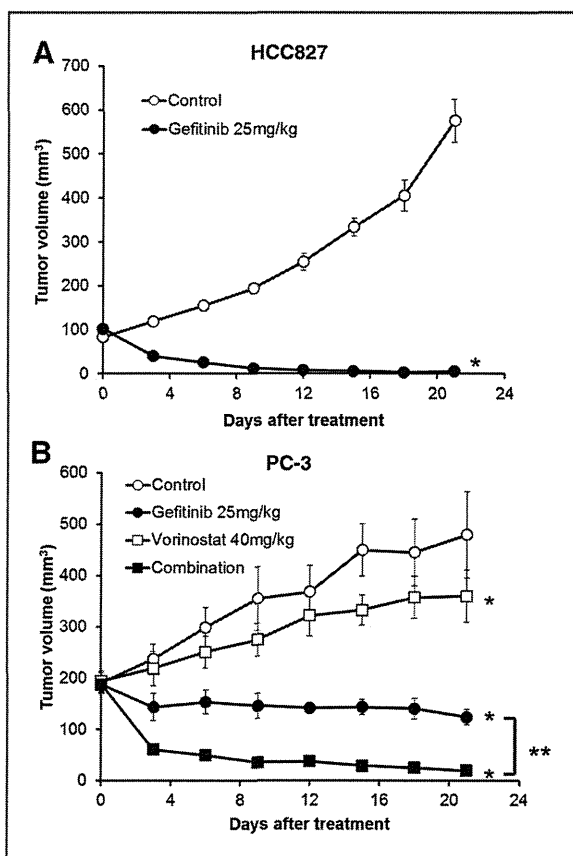 A
HCC827
700
600
500
400
300
200
100
0
Control
Gefitinib 25mg/kg
Tumor volume (mm³)
*
0 4 8 12 16 20 24
Days after treatment
B
PC-3
600
500
400
300
200
100
0
Control
Gefitinib 25mg/kg
Vorinostat 40mg/kg
Combination
Tumor volume (mm³)
*
*
**
*
0 4 8 12 16 20 24
Days after treatment